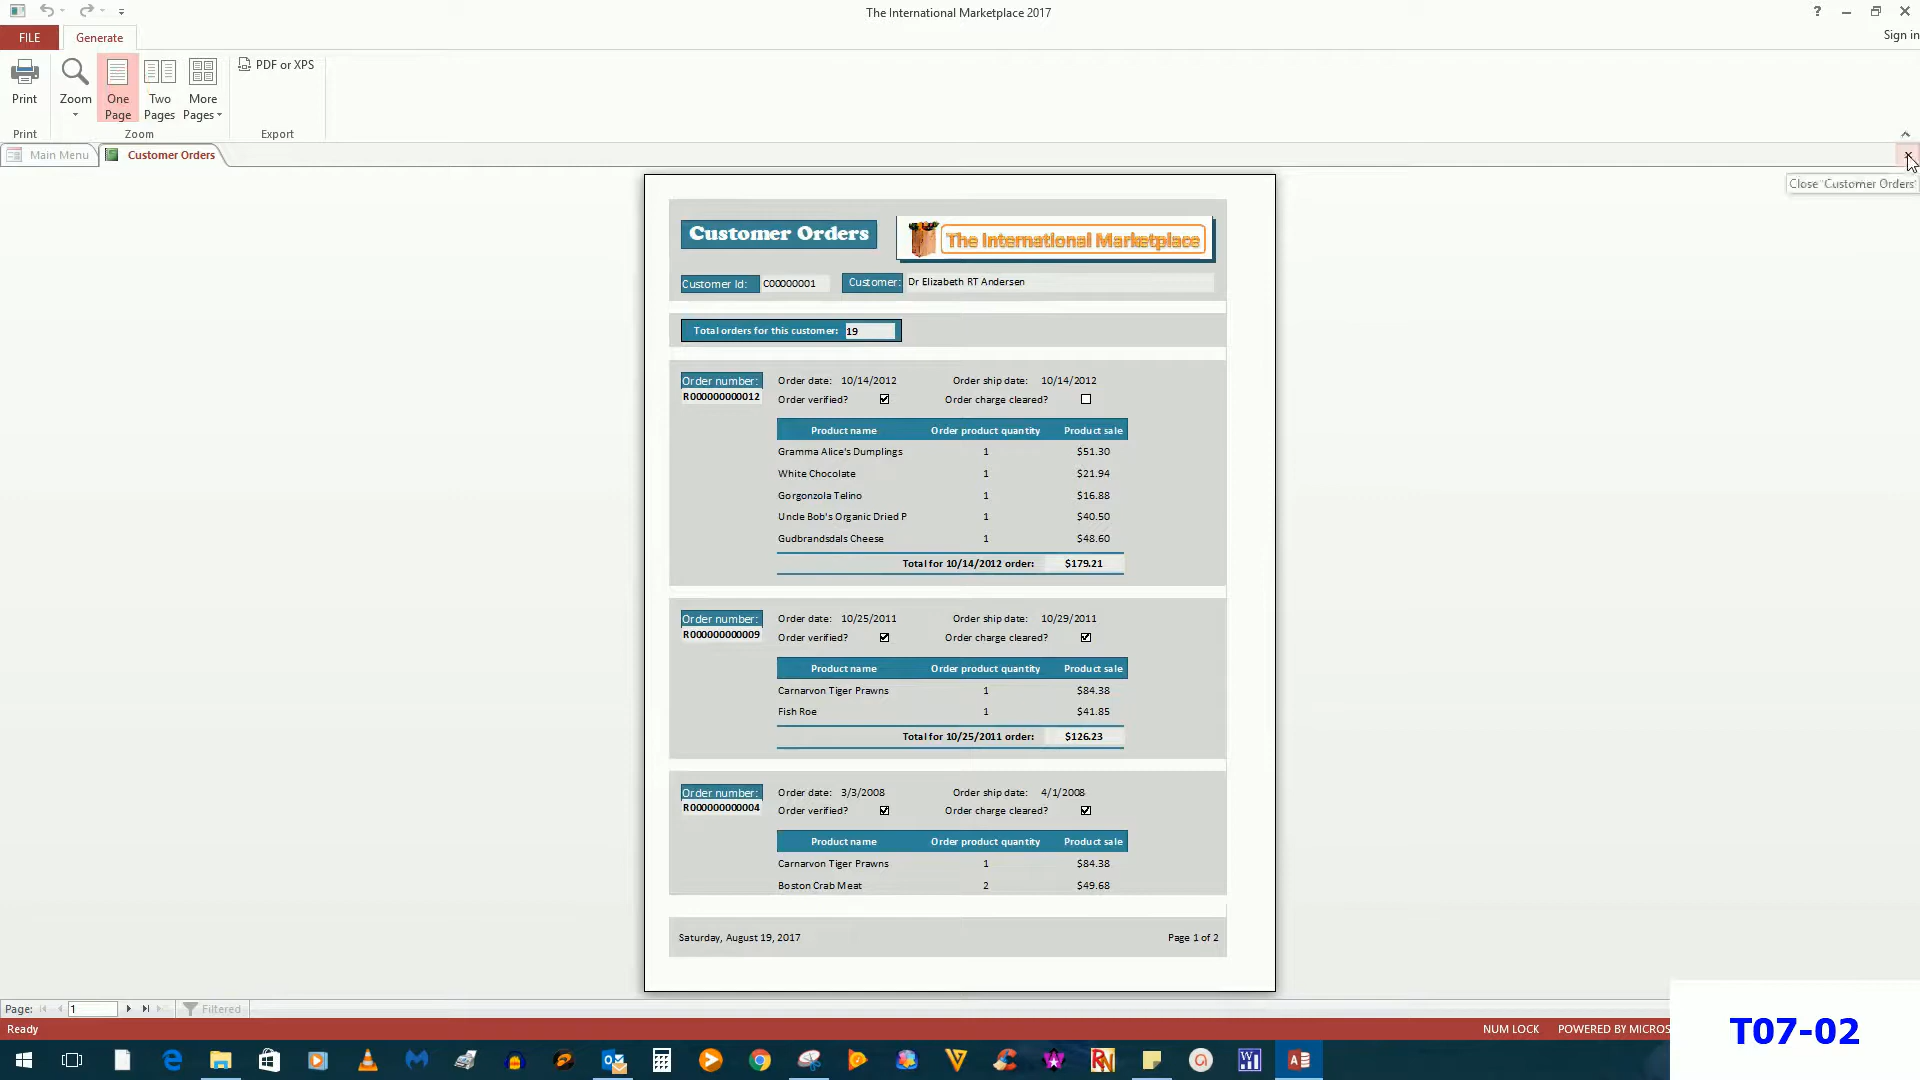 The International Marketplace 2017
?
FILE
Generate
Sign in
Print
Zoom
One Page
Two Pages
More Pages
PDF or XPS
Print
Zoom
Export
Main Menu
Customer Orders
Close 'Customer Orders'
Customer Orders
The International Marketplace
Customer Id: C00000001 Customer: Dr Elizabeth RT Andersen
Total orders for this customer: 19
Order number: Order date: 10/14/2012 Order ship date: 10/14/2012
R000000000012 Order verified? Order charge cleared?
Product name Order product quantity Product sale
Gramma Alice's Dumplings 1 $51.30
White Chocolate 1 $21.94
Gorgonzola Telino 1 $16.88
Uncle Bob's Organic Dried P 1 $40.50
Gudbrandsdals Cheese 1 $48.60
Total for 10/14/2012 order: $179.21
Order number: Order date: 10/25/2011 Order ship date: 10/29/2011
R000000000009 Order verified? Order charge cleared?
Product name Order product quantity Product sale
Carnarvon Tiger Prawns 1 $84.38
Fish Roe 1 $41.85
Total for 10/25/2011 order: $126.23
Order number: Order date: 3/3/2008 Order ship date: 4/1/2008
R000000000004 Order verified? Order charge cleared?
Product name Order product quantity Product sale
Carnarvon Tiger Prawns 1 $84.38
Boston Crab Meat 2 $49.68
Saturday, August 19, 2017 Page 1 of 2
Page: 1 Filtered
Ready NUM LOCK POWERED BY MICROS
T07-02